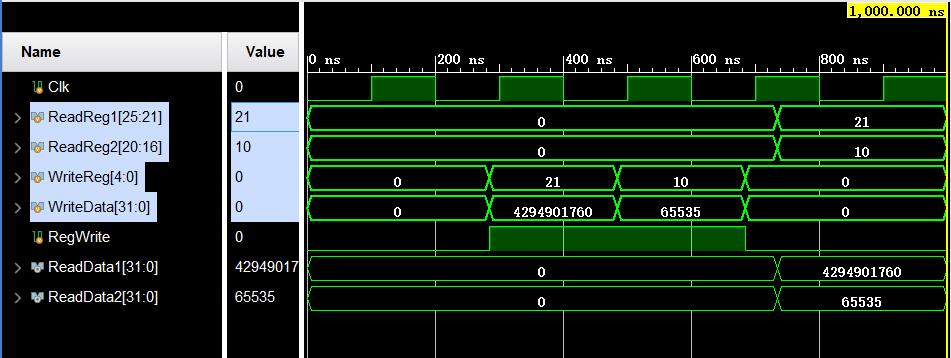 1,000.000 ns
Name Value
0 ns 200 ns 400 ns 600 ns 800 ns
Clk 0
ReadReg1[25:21] 21 0 21
ReadReg2[20:16] 10 0 10
WriteReg[4:0] 0 0 21 10 0
WriteData[31:0] 0 0 4294901760 65535 0
RegWrite 0
ReadData1[31:0] 42949017 0 4294901760
ReadData2[31:0] 65535 0 65535